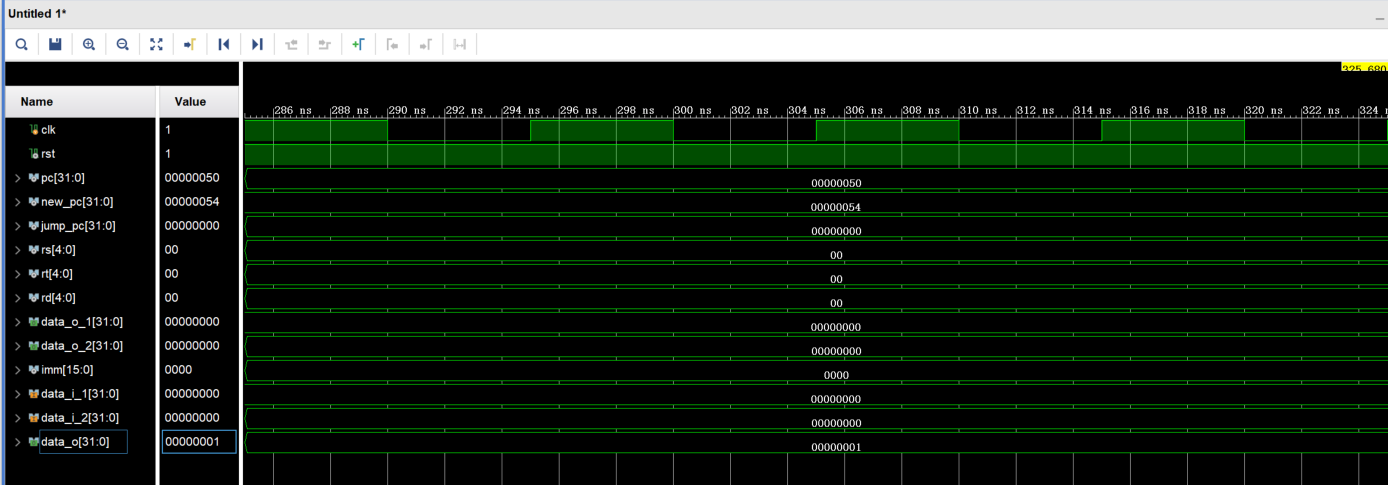 Untitled 1*
325.680
Name Value
286 ns 288 ns 290 ns 292 ns 294 ns 296 ns 298 ns 300 ns 302 ns 304 ns 306 ns 308 ns 310 ns 312 ns 314 ns 316 ns 318 ns 320 ns 322 ns 324 n
clk 1
rst 1
pc[31:0] 00000050 00000050
new_pc[31:0] 00000054 00000054
jump_pc[31:0] 00000000 00000000
rs[4:0] 00 00
rt[4:0] 00 00
rd[4:0] 00 00
data_o_1[31:0] 00000000 00000000
data_o_2[31:0] 00000000 00000000
imm[15:0] 0000 0000
data_i_1[31:0] 00000000 00000000
data_i_2[31:0] 00000000 00000000
data_o[31:0] 00000001 00000001